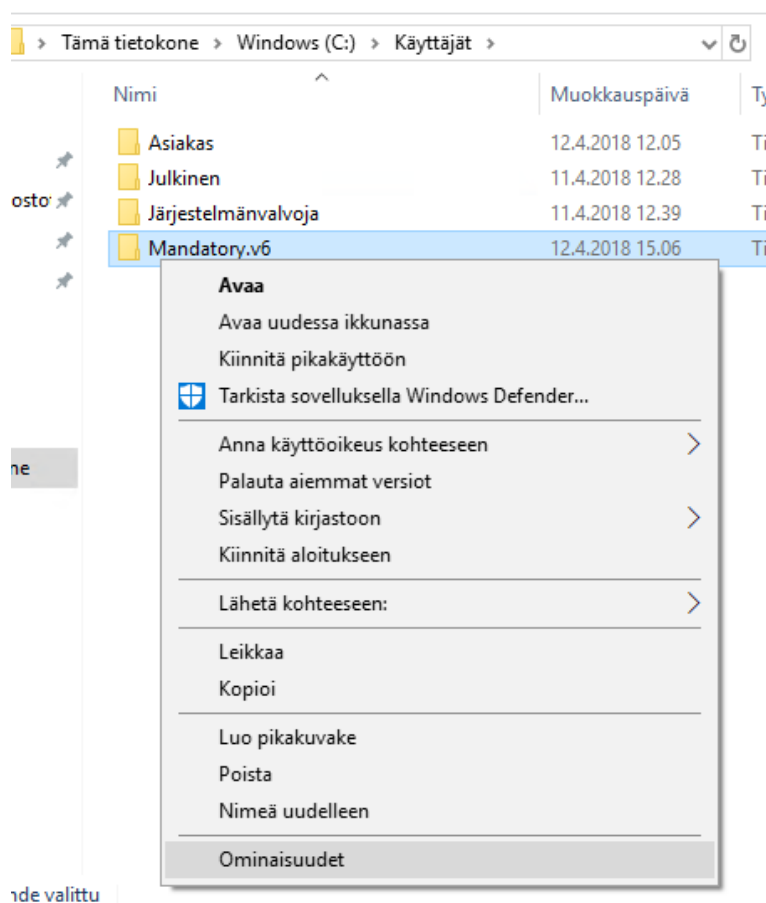 Tämä tietokone > Windows (C:) > Käyttäjät >
Nimi Muokkauspäivä
Asiakas 12.4.2018 12.05
Julkinen 11.4.2018 12.28
Järjestelmänvalvoja 11.4.2018 12.39
Mandatory.v6 12.4.2018 15.06
Avaa
Avaa uudessa ikkunassa
Kiinnitä pikakäyttöön
Tarkista sovelluksella Windows Defender...
Anna käyttöoikeus kohteeseen
Palauta aiemmat versiot
Sisällytä kirjastoon
Kiinnitä aloitukseen
Lähetä kohteeseen:
Leikkaa
Kopioi
Luo pikakuvake
Poista
Nimeä uudelleen
Ominaisuudet
valittu